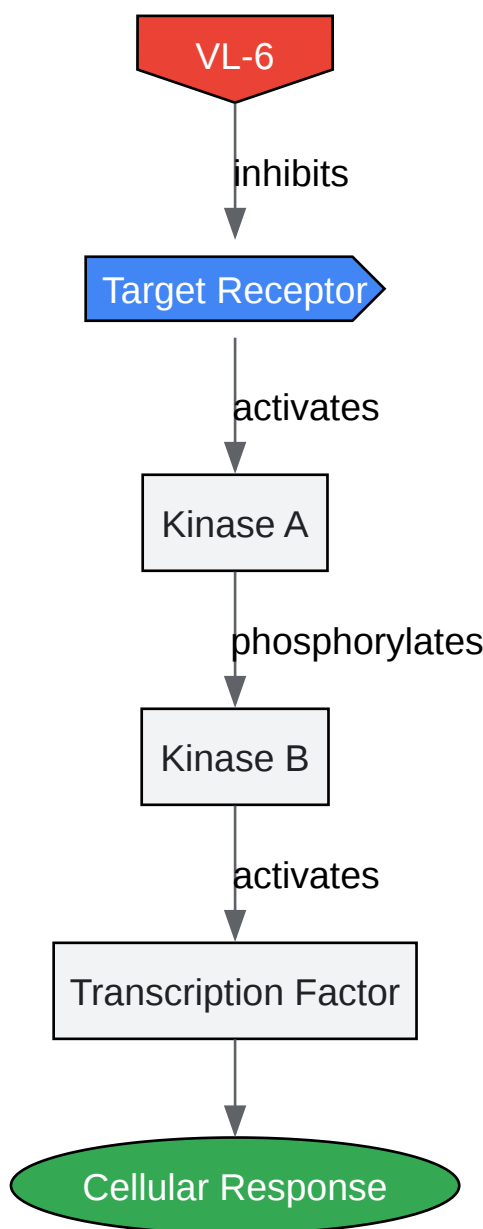 VL-6
inhibits
Target Receptor
activates
Kinase A
phosphorylates
Kinase B
activates
Transcription Factor
Cellular Response